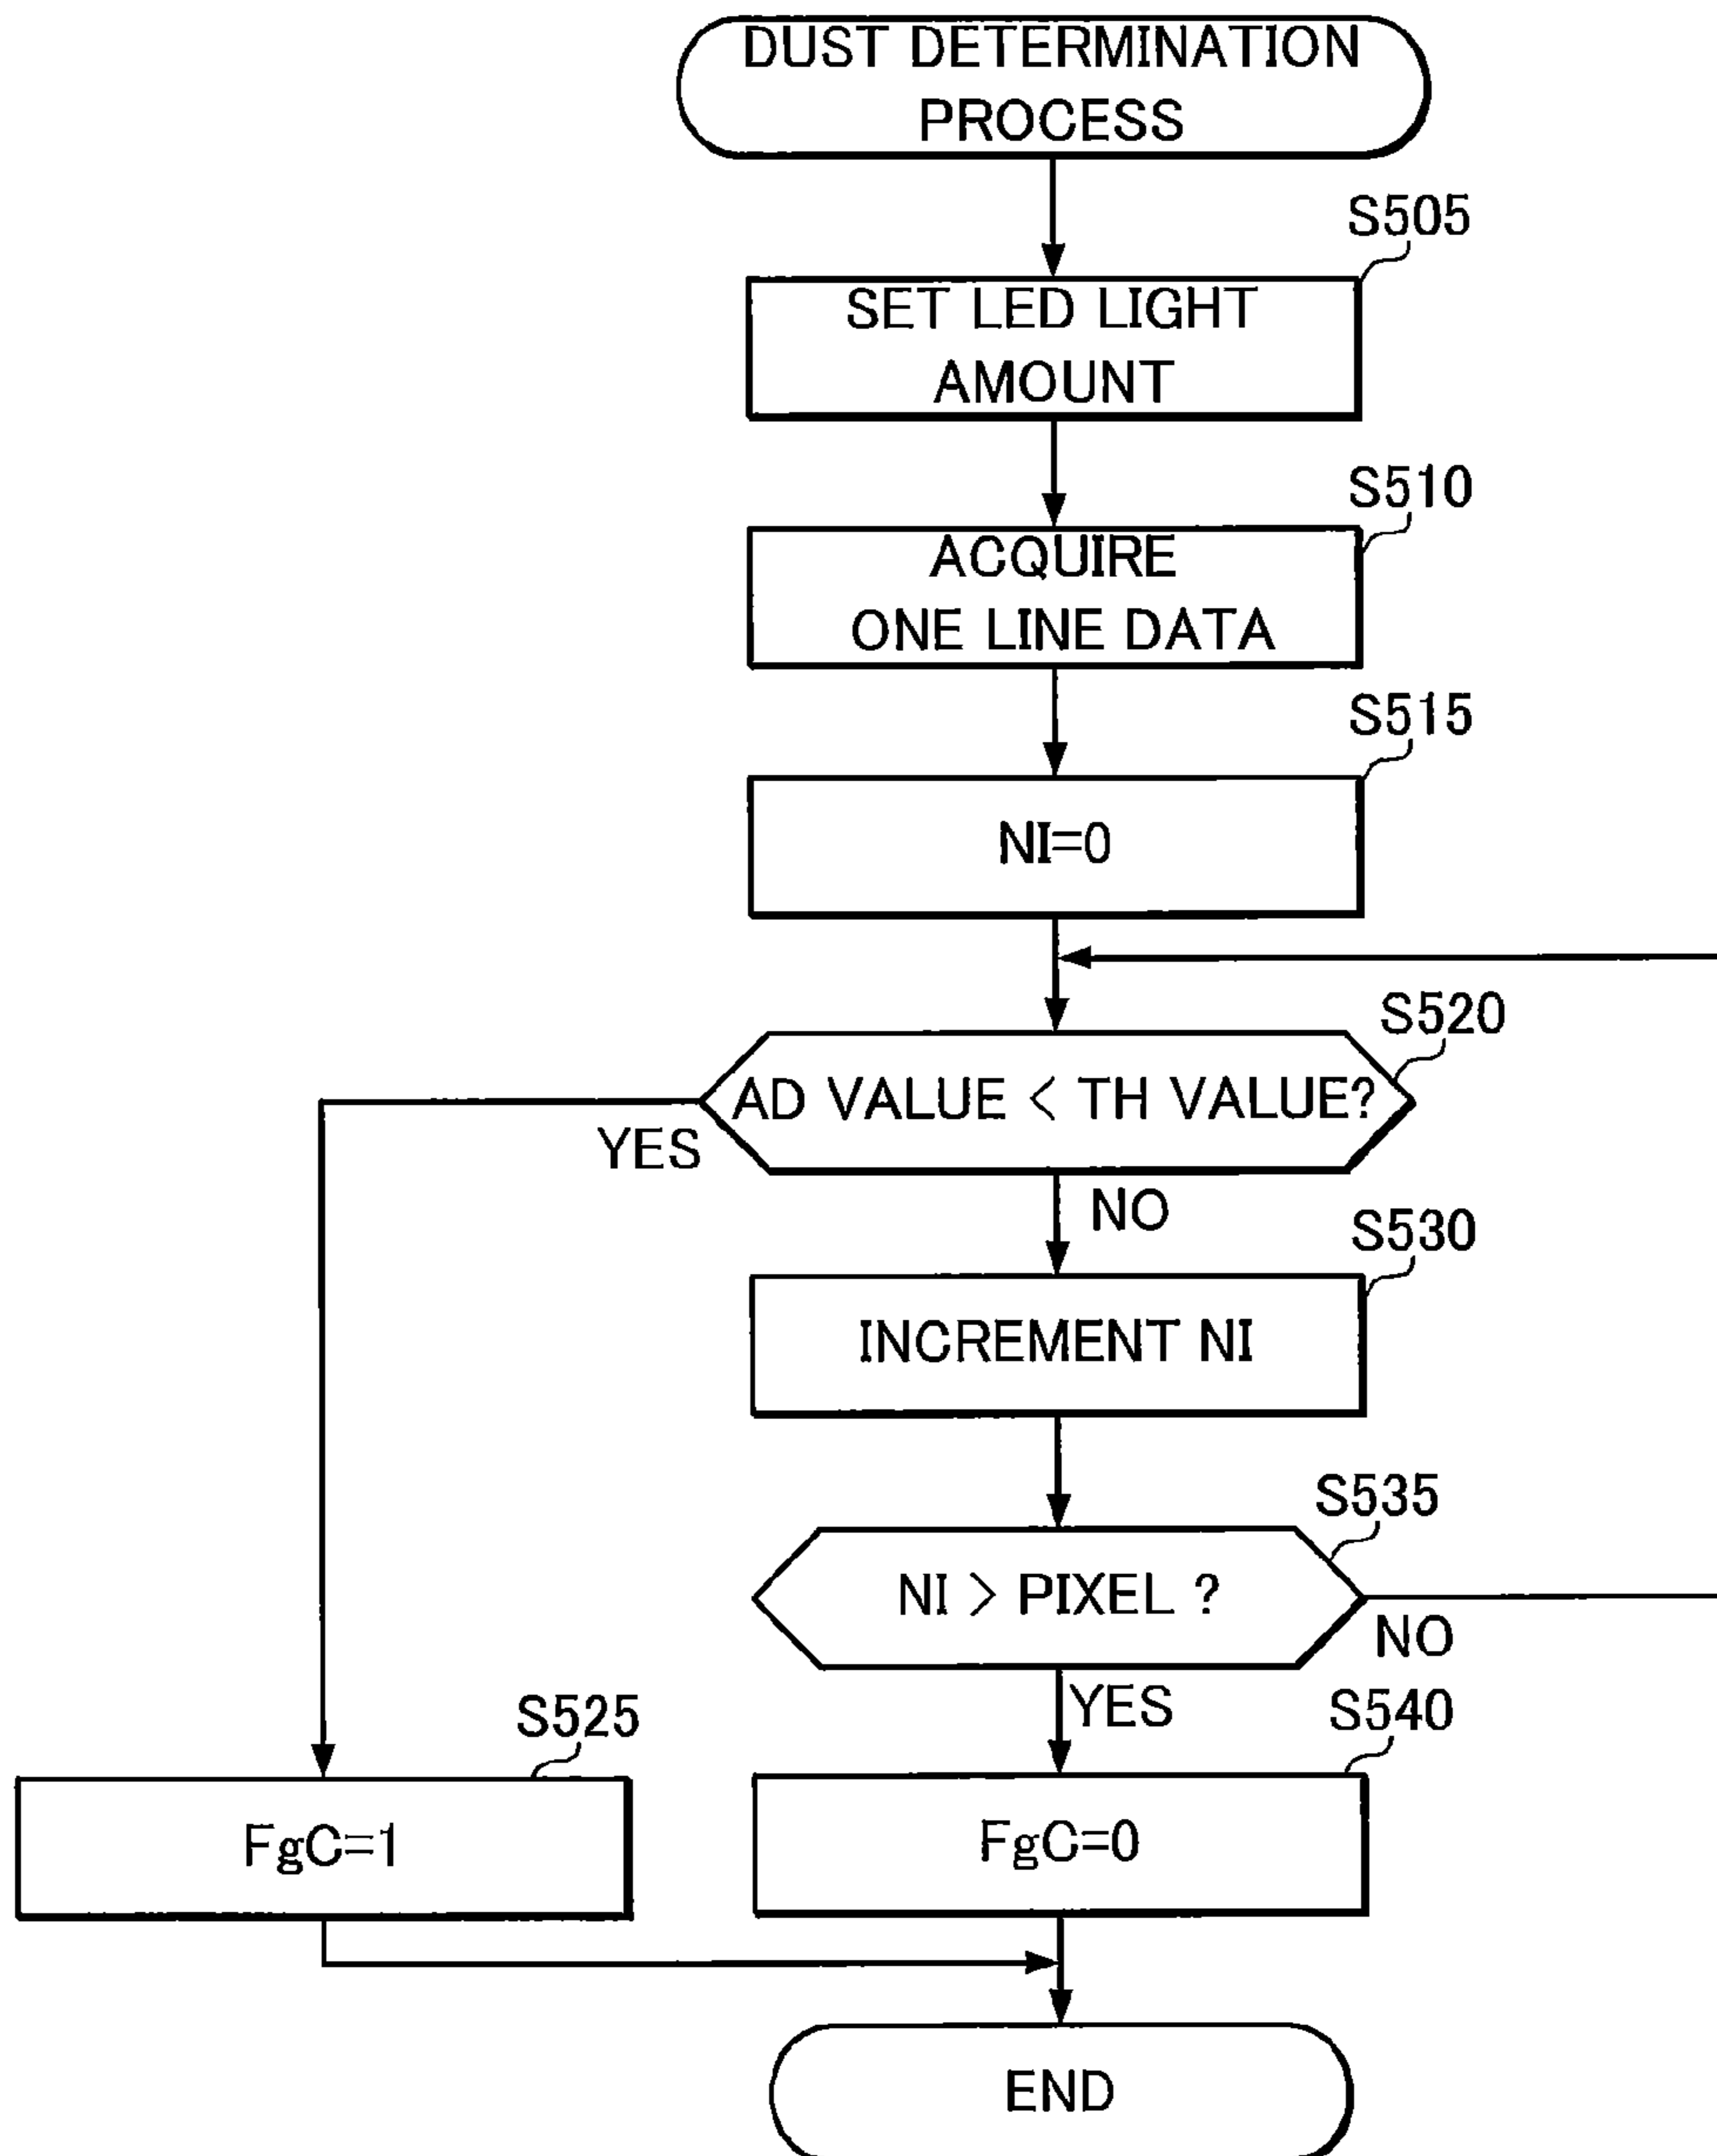 DUST DETERMINATION
PROCESS
S505
SET LED LIGHT
AMOUNT
S510
ACQUIRE
ONE LINE DATA
S515
NI=0
S520
AD VALUE < TH VALUE?
YES
NO
S530
INCREMENT NI
S535
NI > PIXEL ?
NO
YES
S525
S540
FgC=1
FgC=0
END